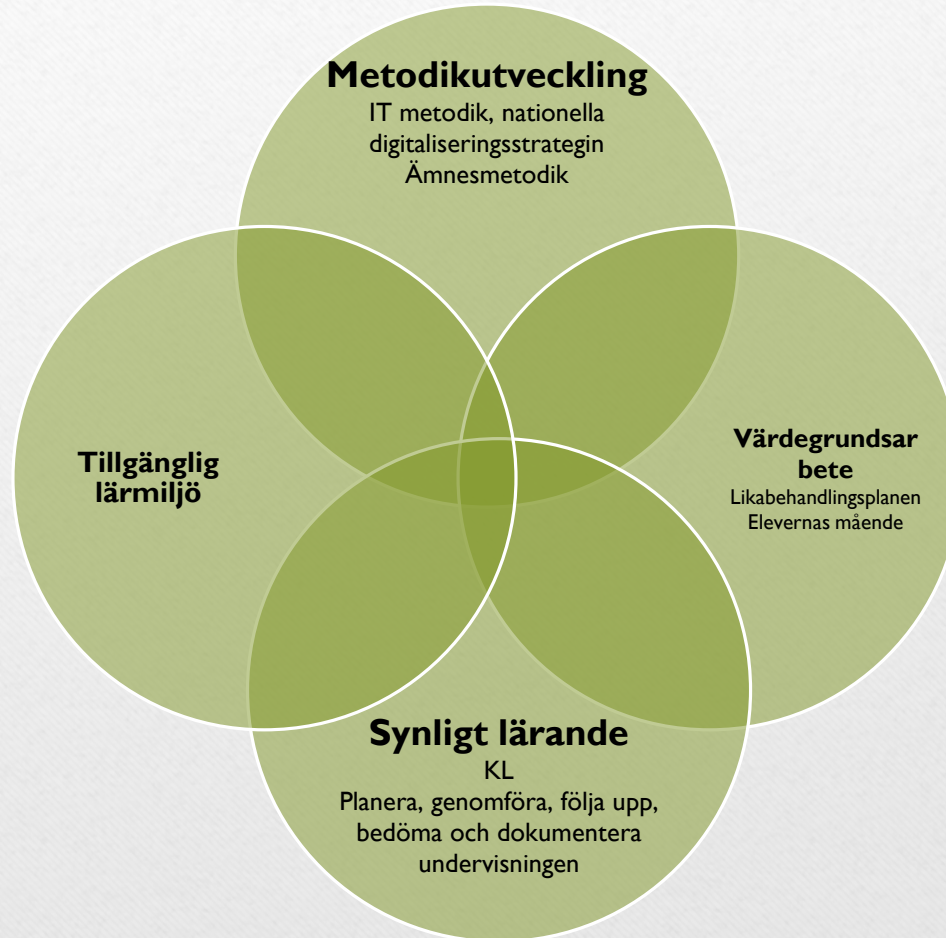 Metodikutveckling
IT metodik, nationella
digitaliseringsstrategin
Ämnesmetodik
Tillgänglig
lärmiljö
Värdegrundsar
bete
Likabehandlingsplanen
Elevernas mående
Synligt lärande
KL
Planera, genomföra, följa upp,
bedöma och dokumentera
undervisningen